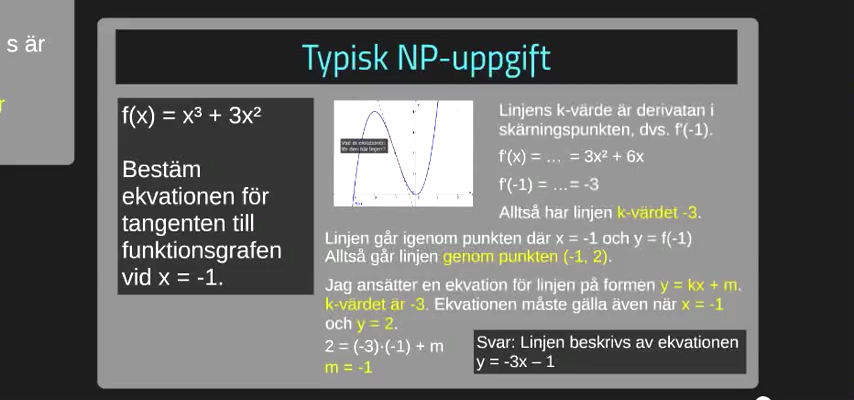 s är
r
Typisk NP-uppgift
f(x) = x³ + 3x²
Bestäm
ekvationen för
tangenten till
funktionsgrafen
vid x = -1.
Linjens k-värde är derivatan i
skärningspunkten, dvs. f'(-1).
f'(x) = … = 3x² + 6x
f'(-1) = …= -3
Alltså har linjen k-värdet -3.
Linjen går igenom punkten där x = -1 och y = f(-1)
Alltså går linjen genom punkten (-1, 2).
Jag ansätter en ekvation för linjen på formen y = kx + m.
k-värdet är -3. Ekvationen måste gälla även när x = -1
och y = 2.
2 = (-3)·(-1) + m
m = -1
Svar: Linjen beskrivs av ekvationen
y = -3x – 1